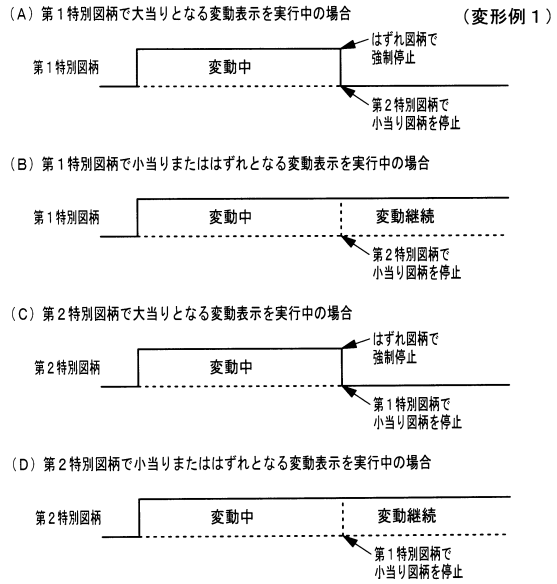 (A)第1特別図柄で大当りとなる変動表示を実行中の場合
(変形例1)
第1特別図柄
変動中
はずれ図柄で
強制停止
第2特別図柄で
小当り図柄を停止
(B)第1特別図柄で小当りまたははずれとなる変動表示を実行中の場合
第1特別図柄
変動中
変動継続
第2特別図柄で
小当り図柄を停止
(C)第2特別図柄で大当りとなる変動表示を実行中の場合
第2特別図柄
変動中
はずれ図柄で
強制停止
第1特別図柄で
小当り図柄を停止
(D)第2特別図柄で小当りまたははずれとなる変動表示を実行中の場合
第2特別図柄
変動中
変動継続
第1特別図柄で
小当り図柄を停止